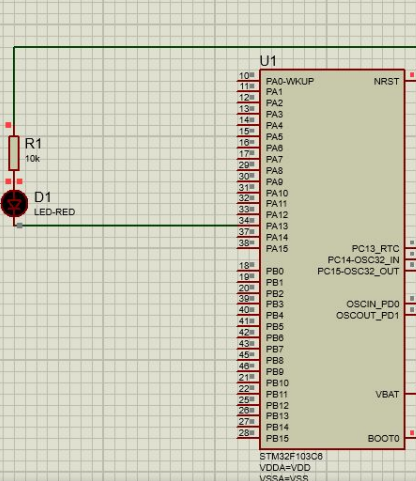 U1
10 PA0-WKUP NRST
11 PA1
12 PA2
13 PA3
14 PA4
15 PA5
16 PA6
17 PA7
29 PA8
30 PA9
31 PA10
32 PA11
33 PA12
34 PA13
37 PA14
38 PA15 PC13_RTC
PC14-OSC32_IN
18 PB0 PC15-OSC32_OUT
19 PB1
20 PB2
39 PB3 OSCIN_PD0
40 PB4 OSCOUT_PD1
41 PB5
42 PB6
43 PB7
45 PB8
46 PB9
21 PB10
22 PB11 VBAT
25 PB12
26 PB13
27 PB14
28 PB15 BOOT0
STM32F103C6
VDDA=VDD
VSSA=VSS
R1
10k
D1
LED-RED